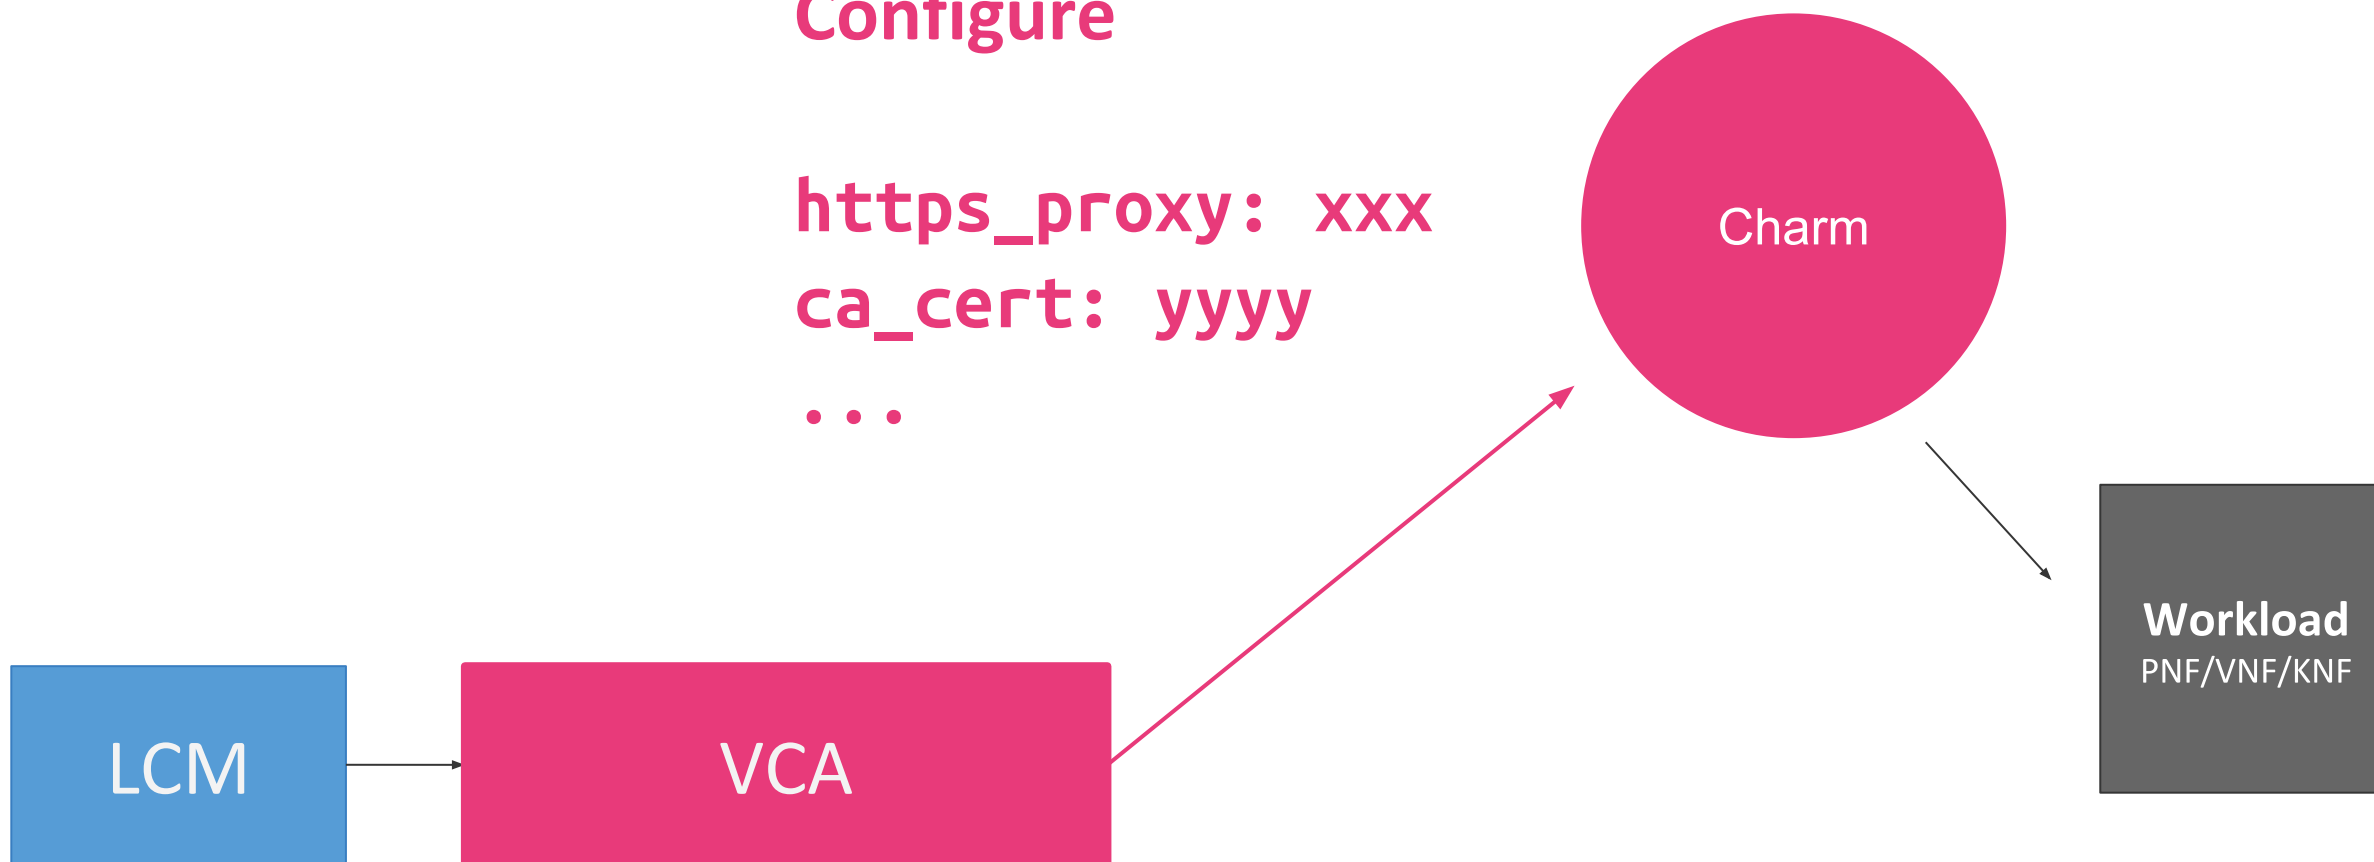 Configure
https_proxy: xxx
ca_cert: yyyy
...
Charm
Workload
PNF/VNF/KNF
LCM
VCA